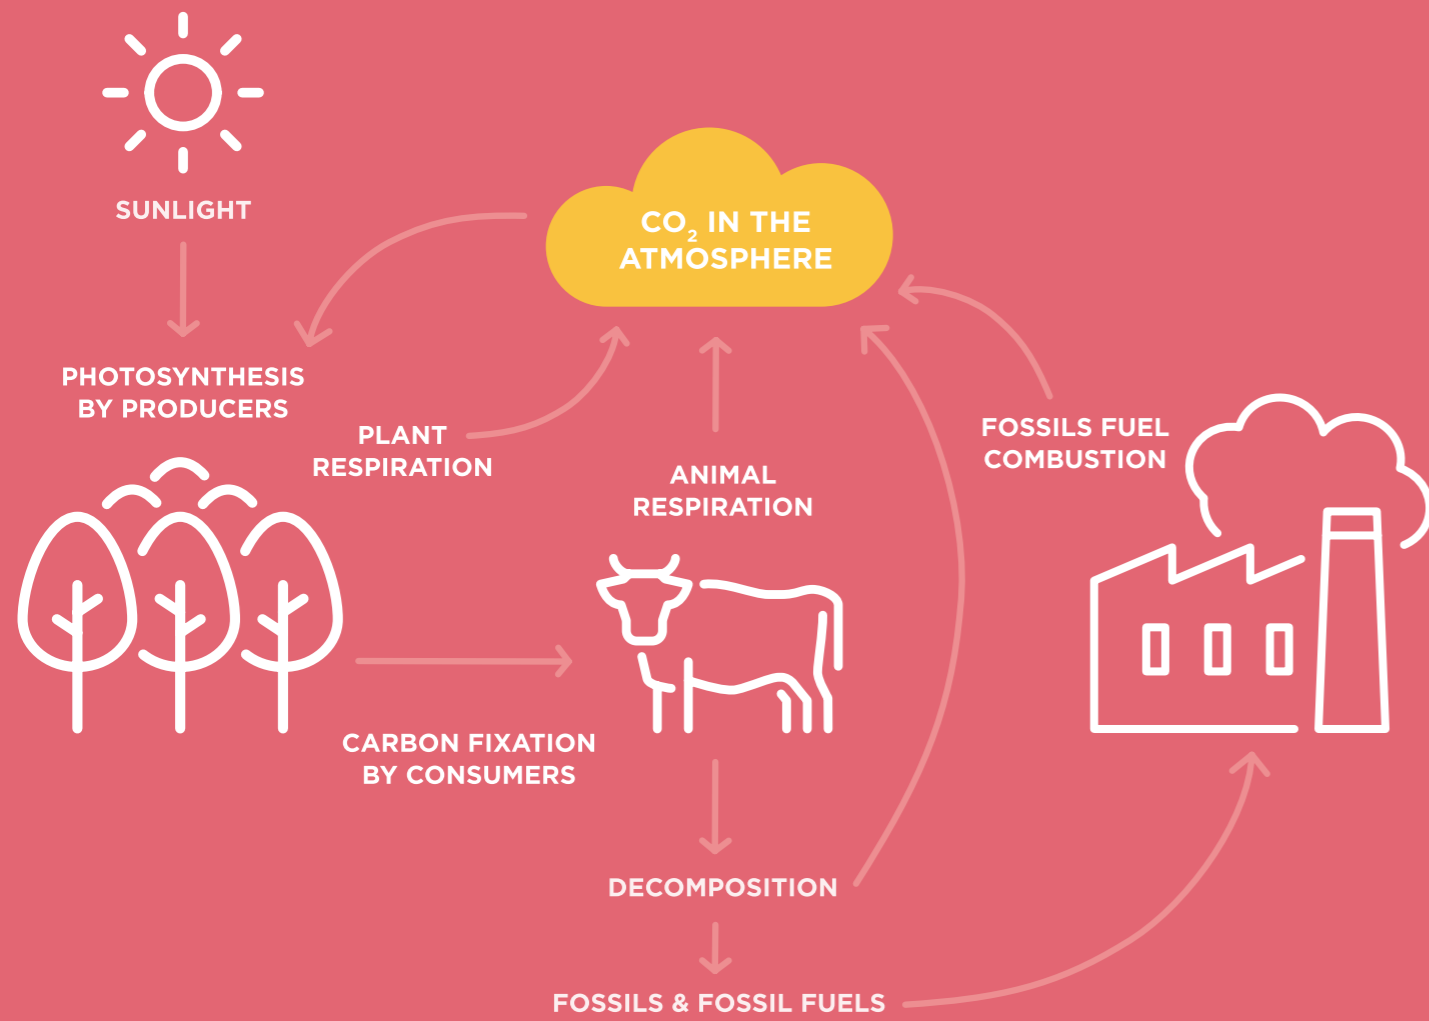 SUNLIGHT
CO₂ IN THE
ATMOSPHERE
PHOTOSYNTHESIS
BY PRODUCERS
PLANT
RESPIRATION
ANIMAL
RESPIRATION
FOSSILS FUEL
COMBUSTION
CARBON FIXATION
BY CONSUMERS
DECOMPOSITION
FOSSILS & FOSSIL FUELS